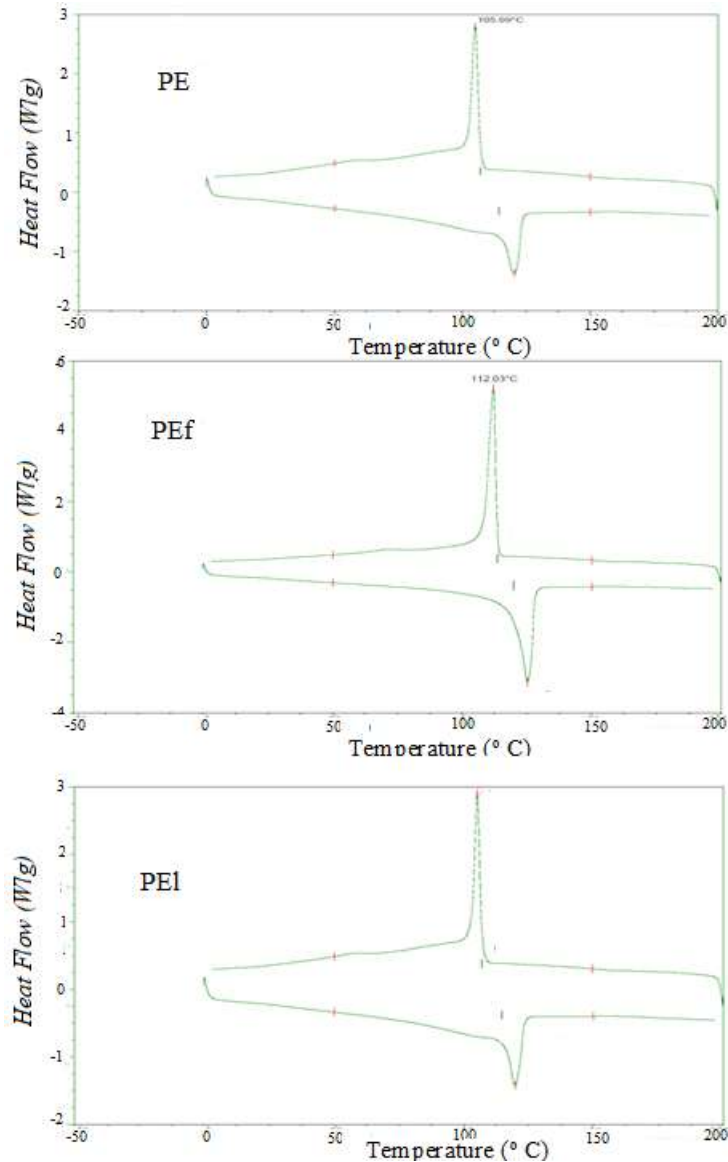 105.99°C
3
PE
2
1
0
-1
-2
Heat Flow (W/g)
-50 0 50 100 150 200
Temperature (° C)
112.03°C
6
PEf
4
2
0
-2
-4
Heat Flow (W/g)
-50 0 50 100 150 200
Temperature (° C)
3
2
PEl
1
0
-1
-2
Heat Flow (W/g)
-50 0 50 100 150 200
Temperature (° C)